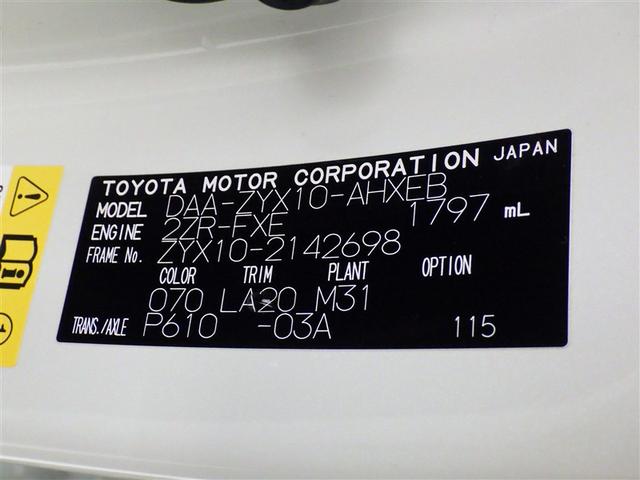 TOYOTA MOTOR CORPORATION JAPAN
MODEL DAA-ZYX10-AHXEB
ENGINE 2ZR-FXE 1797 mL
FRAME No. ZYX10-2142698
COLOR TRIM PLANT OPTION
070 LA20 M31
TRANS./AXLE P610 -03A 115